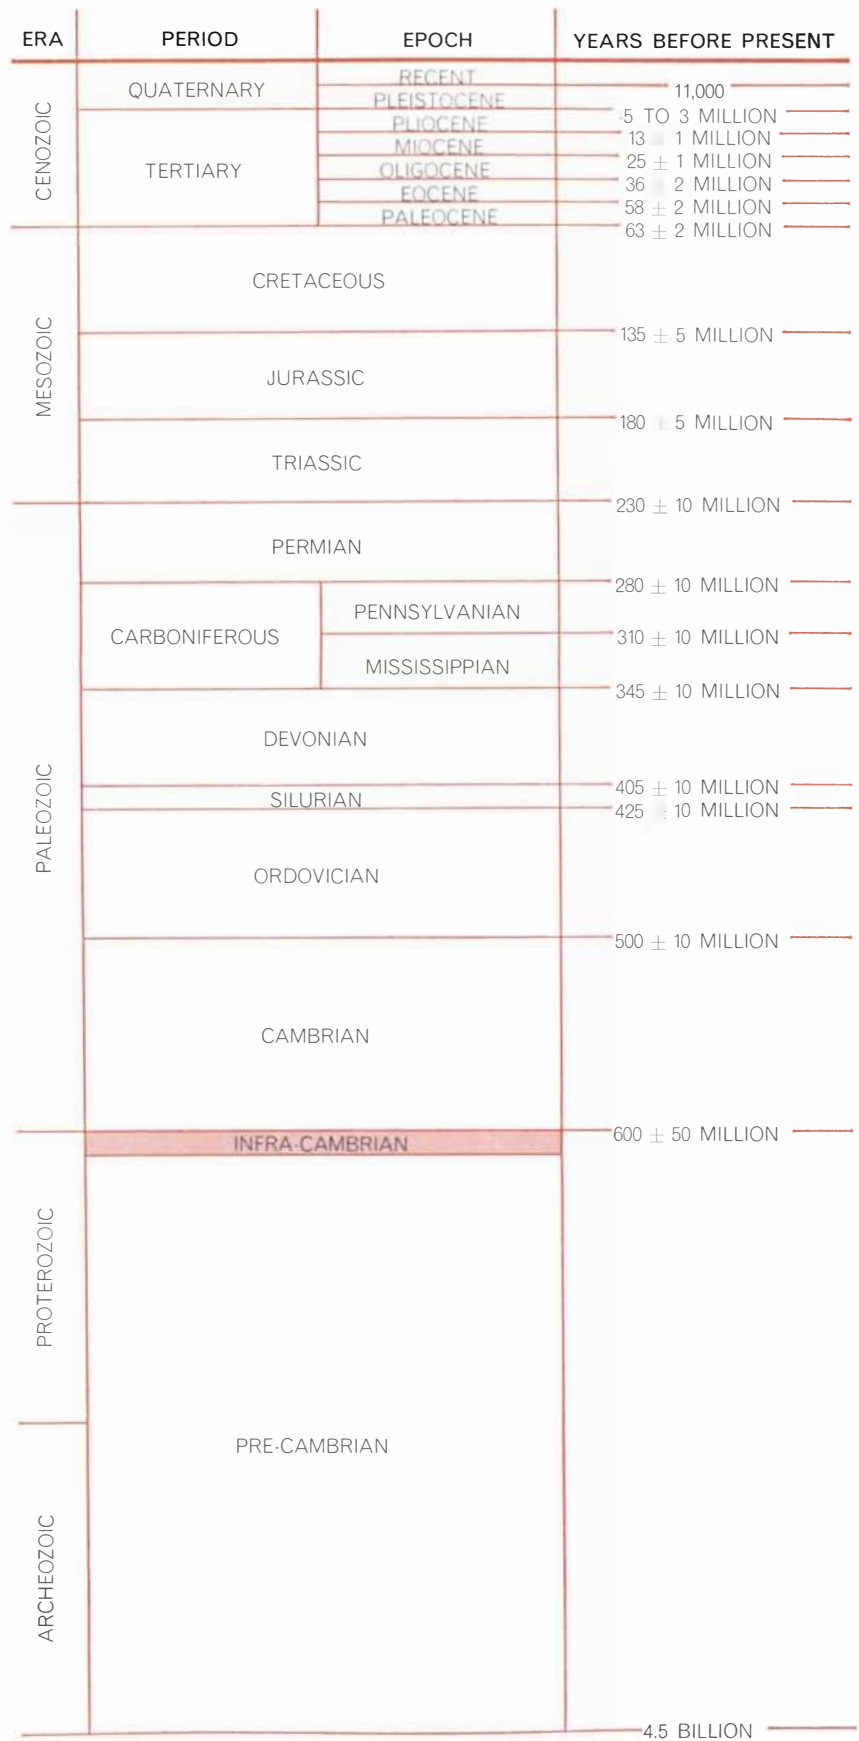 ERA PERIOD EPOCH YEARS BEFORE PRESENT
CENOZOIC
QUATERNARY
RECENT
11,000
PLEISTOCENE
5 TO 3 MILLION
TERTIARY
PLIOCENE
13 1 MILLION
MIOCENE
25 ± 1 MILLION
OLIGOCENE
36 2 MILLION
EOCENE
58 ± 2 MILLION
PALEOCENE
63 ± 2 MILLION
MESOZOIC
CRETACEOUS
135 ± 5 MILLION
JURASSIC
180 5 MILLION
TRIASSIC
230 ± 10 MILLION
PALEOZOIC
PERMIAN
280 ± 10 MILLION
CARBONIFEROUS
PENNSYLVANIAN
310 ± 10 MILLION
MISSISSIPPIAN
345 ± 10 MILLION
DEVONIAN
405 ± 10 MILLION
SILURIAN
425 10 MILLION
ORDOVICIAN
500 ± 10 MILLION
CAMBRIAN
600 ± 50 MILLION
PROTEROZOIC
INFRA-CAMBRIAN
PRE-CAMBRIAN
ARCHEOZOIC
4.5 BILLION